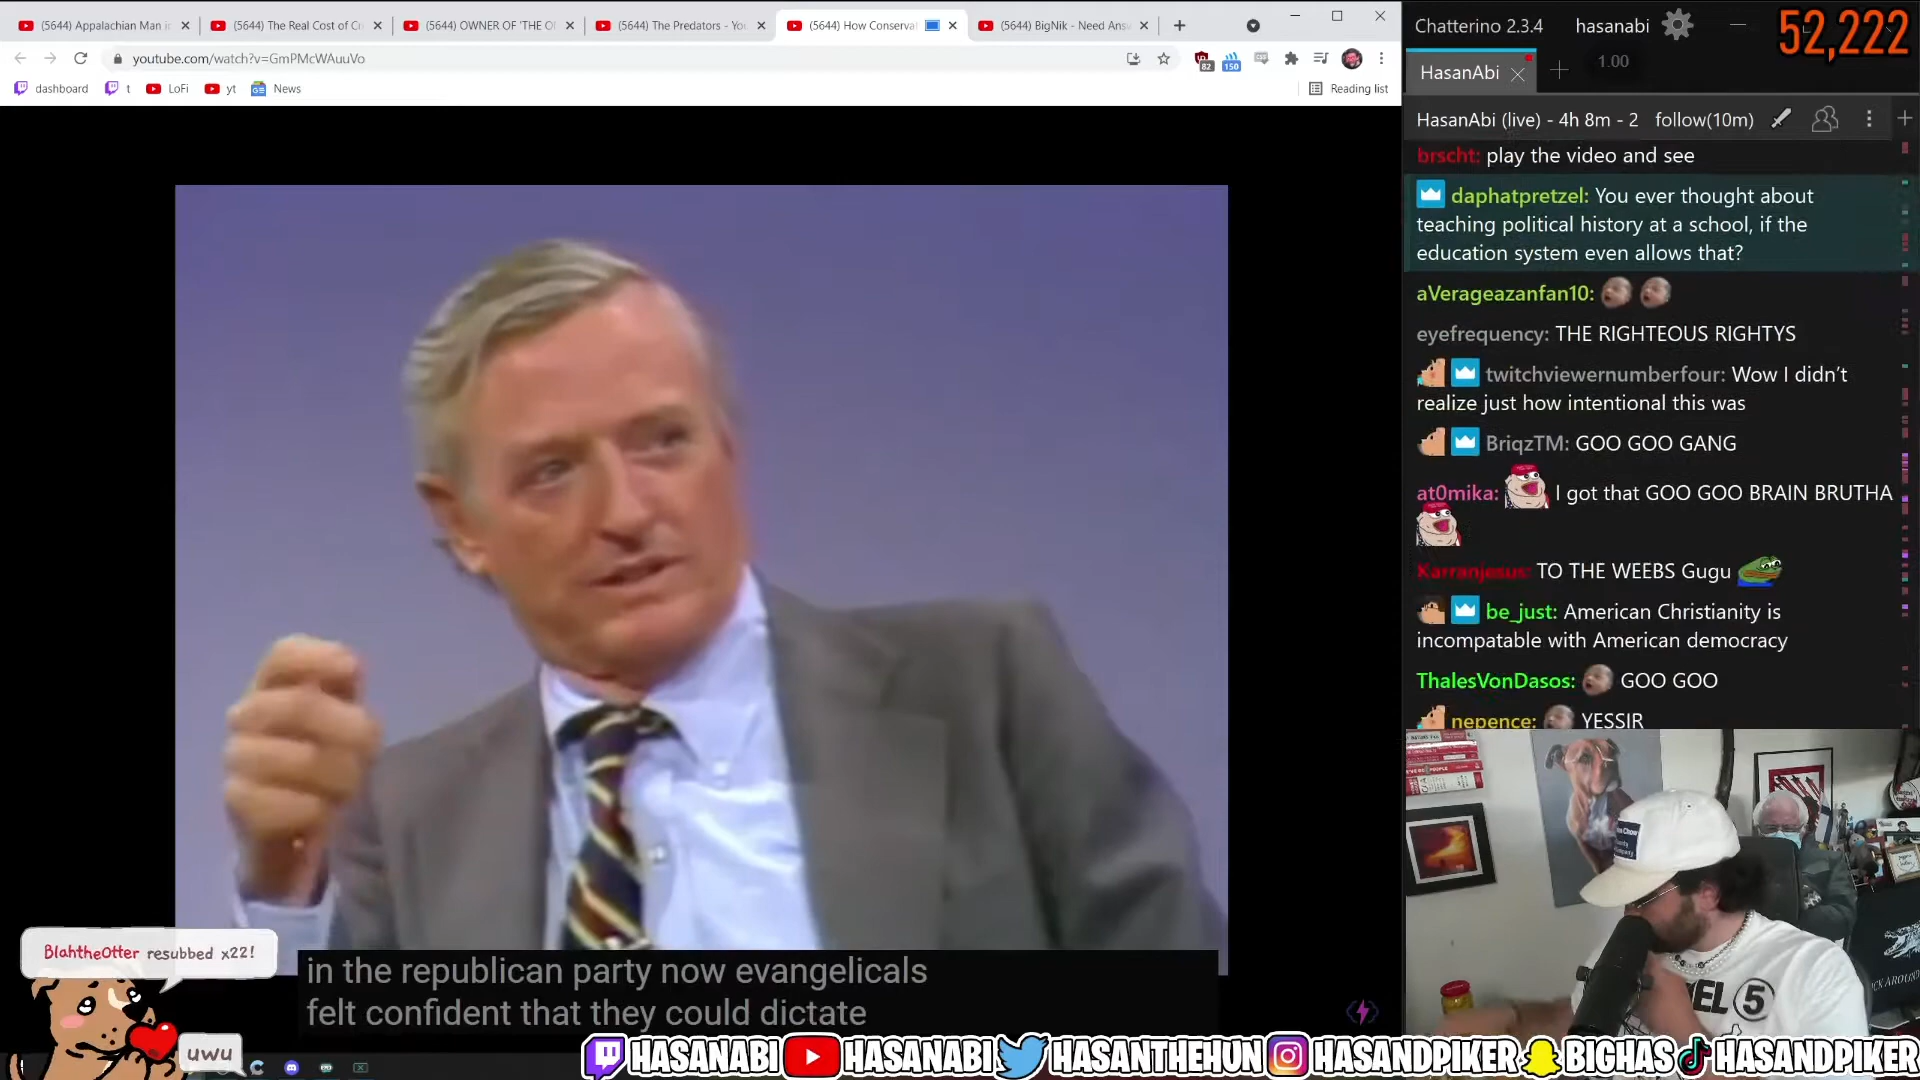 (5644) Appalachian Man i
(5644) The Real Cost of Cr
(5644) OWNER OF 'THE O
(5644) The Predators - Yo
(5644) How Conserva
(5644) BigNik - Need Ans
youtube.com/watch?v=GmPMcWAuuVo
82
150
dashboard
t
LoFi
yt
News
Reading list
Chatterino 2.3.4
hasanabi
52,222
HasanAbi
1.00
HasanAbi (live) - 4h 8m - 2
follow(10m)
brscht: play the video and see
daphatpretzel: You ever thought about
teaching political history at a school, if the
education system even allows that?
aVerageazanfan10:
eyefrequency: THE RIGHTEOUS RIGHTYS
twitchviewernumberfour: Wow I didn't
realize just how intentional this was
BriqzTM: GOO GOO GANG
at0mika: I got that GOO GOO BRAIN BRUTHA
Karranjesus: TO THE WEEBS Gugu
be_just: American Christianity is
incompatable with American democracy
ThalesVonDasos: GOO GOO
nepence: YESSIR
in the republican party now evangelicals
felt confident that they could dictate
BlahtheOtter resubbed x22!
uwu
EL 5
HASANABI
HASANABI
HASANTHEHUN
HASANDPIKER
BIGHAS
HASANDPIKER